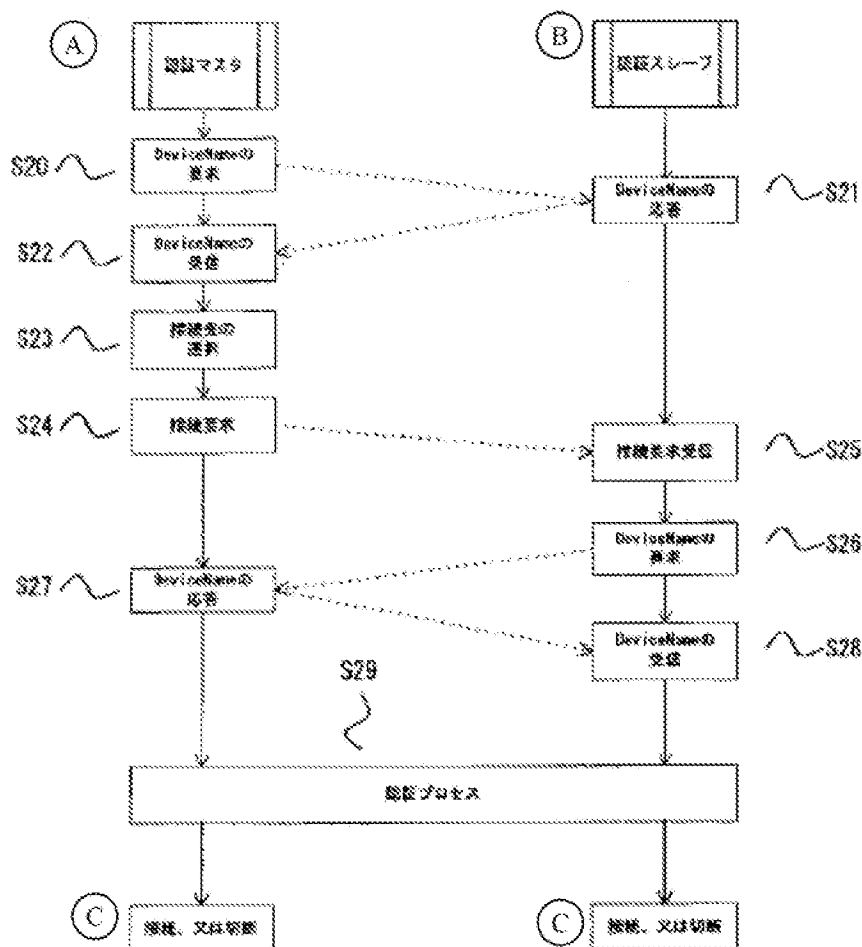 A
認証マスタ
B
認証スレーブ
S20
DeviceNameの
要求
S21
DeviceNameの
応答
S22
DeviceNameの
受信
S23
接続先の
選択
S24
接続要求
S25
接続要求受信
S26
DeviceNameの
要求
S27
DeviceNameの
応答
S28
DeviceNameの
受信
S29
認証プロセス
C
接続、又は切断
C
接続、又は切断